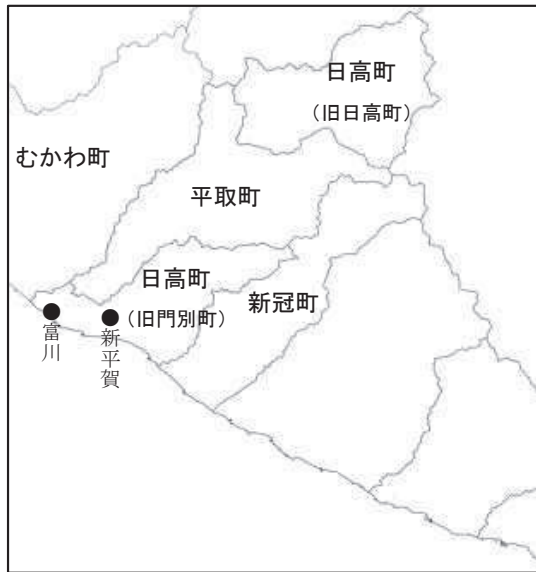 日高町
（旧日高町）
むかわ町
平取町
日高町
（旧門別町）
新冠町
富川
新平賀